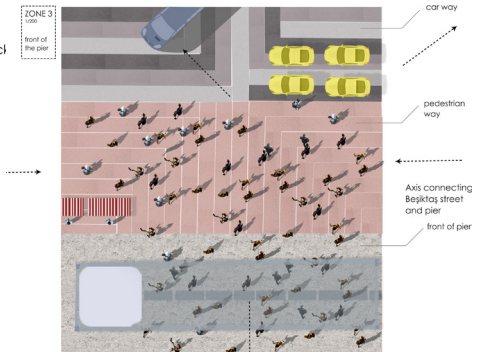 ZONE 3
1/200
front of
the pier
car way
pedestrian
way
Axis connecting
Beşiktaş street
and pier
front of pier